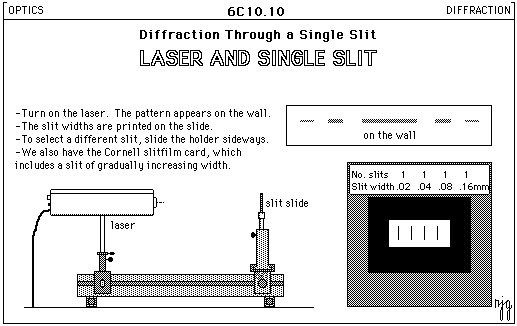 OPTICS 6C10.10 DIFFRACTION
Diffraction Through a Single Slit
LASER AND SINGLE SLIT
-Turn on the laser. The pattern appears on the wall.
-The slit widths are printed on the slide.
-To select a different slit, slide the holder sideways.
-We also have the Cornell slitfilm card, which
includes a slit of gradually increasing width.
on the wall
No. slits 1 1 1 1
Slit width .02 .04 .08 .16mm
slit slide
laser